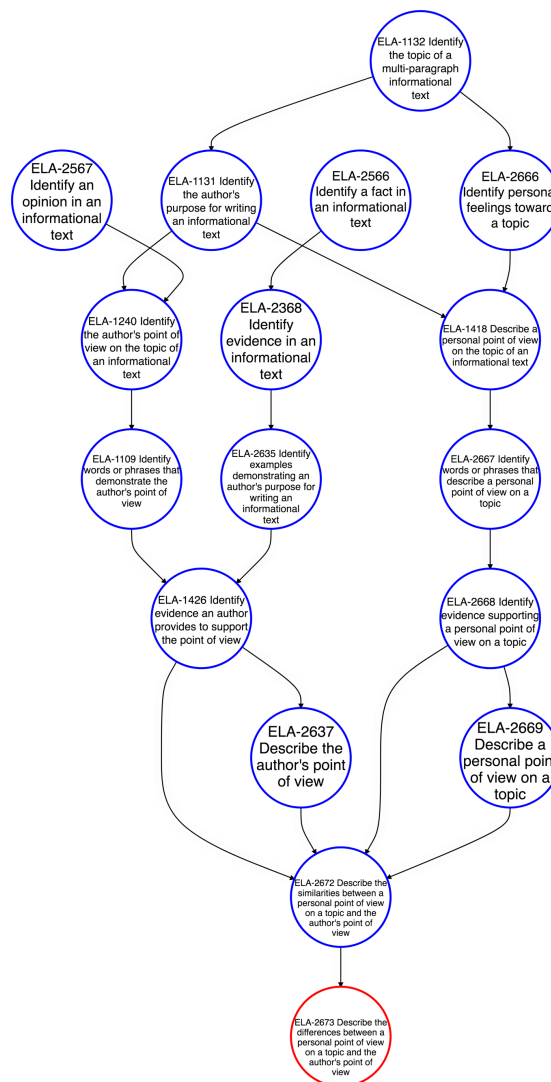 ELA-1132 Identify
the topic of a
multi-paragraph
informational
text
ELA-2567
Identify an
opinion in an
informational
text
ELA-1131 Identify
the author's
purpose for writing
an informational
text
ELA-2566
Identify a fact in
an informational
text
ELA-2666
Identify persona
feelings toward
a topic
ELA-1240 Identify
the author's point of
view on the topic of
an informational
text
ELA-2368
Identify
evidence in an
informational
text
ELA-1418 Describe a
personal point of view
on the topic of an
informational text
ELA-1109 Identify
words or phrases that
demonstrate the
author's point of
view
ELA-2635 Identify
examples
demonstrating an
author's purpose for
writing an
informational text
ELA-2667 Identify
words or phrases that
describe a personal
point of view on a
topic
ELA-1426 Identify
evidence an author
provides to support
the point of view
ELA-2668 Identify
evidence supporting
a personal point of
view on a topic
ELA-2637
Describe the
author's point
of view
ELA-2669
Describe a
personal poin
of view on a
topic
ELA-2672 Describe the
similarities between a
personal point of view
on a topic and the
author's point of
view
ELA-2673 Describe the
differences between a
personal point of view
on a topic and the
author's point of
view